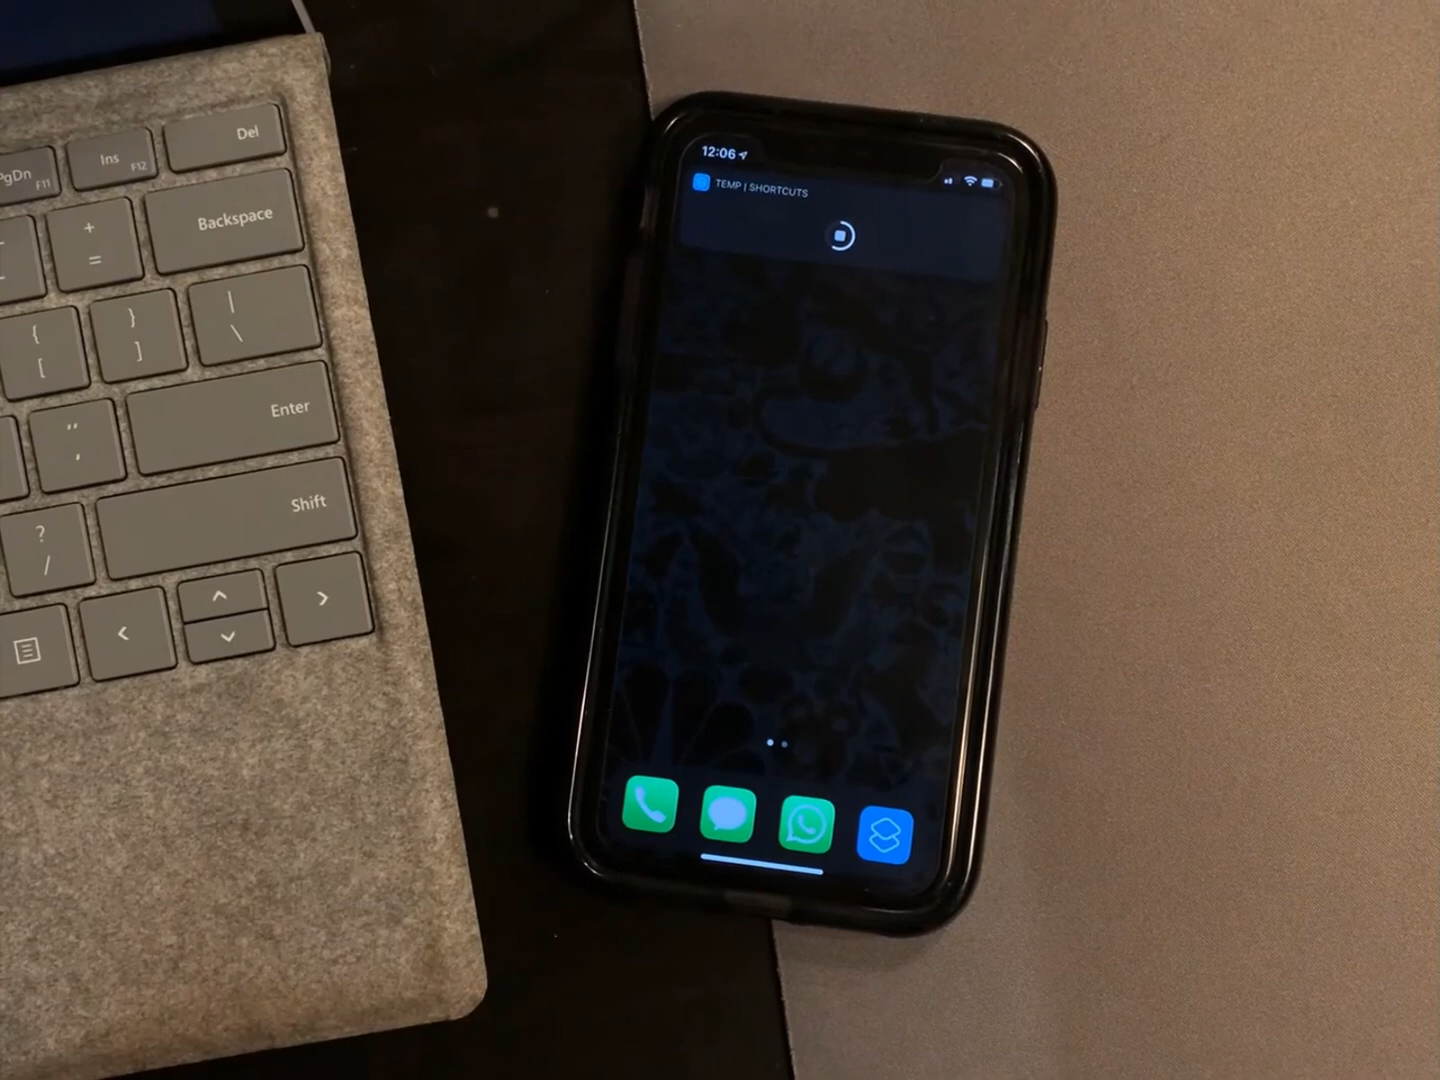 Del
Ins F12
PgDn F11
Backspace
+
=
{
[
}
]
|
\
Enter
"
,
Shift
?
/
12:06
TEMP | SHORTCUTS